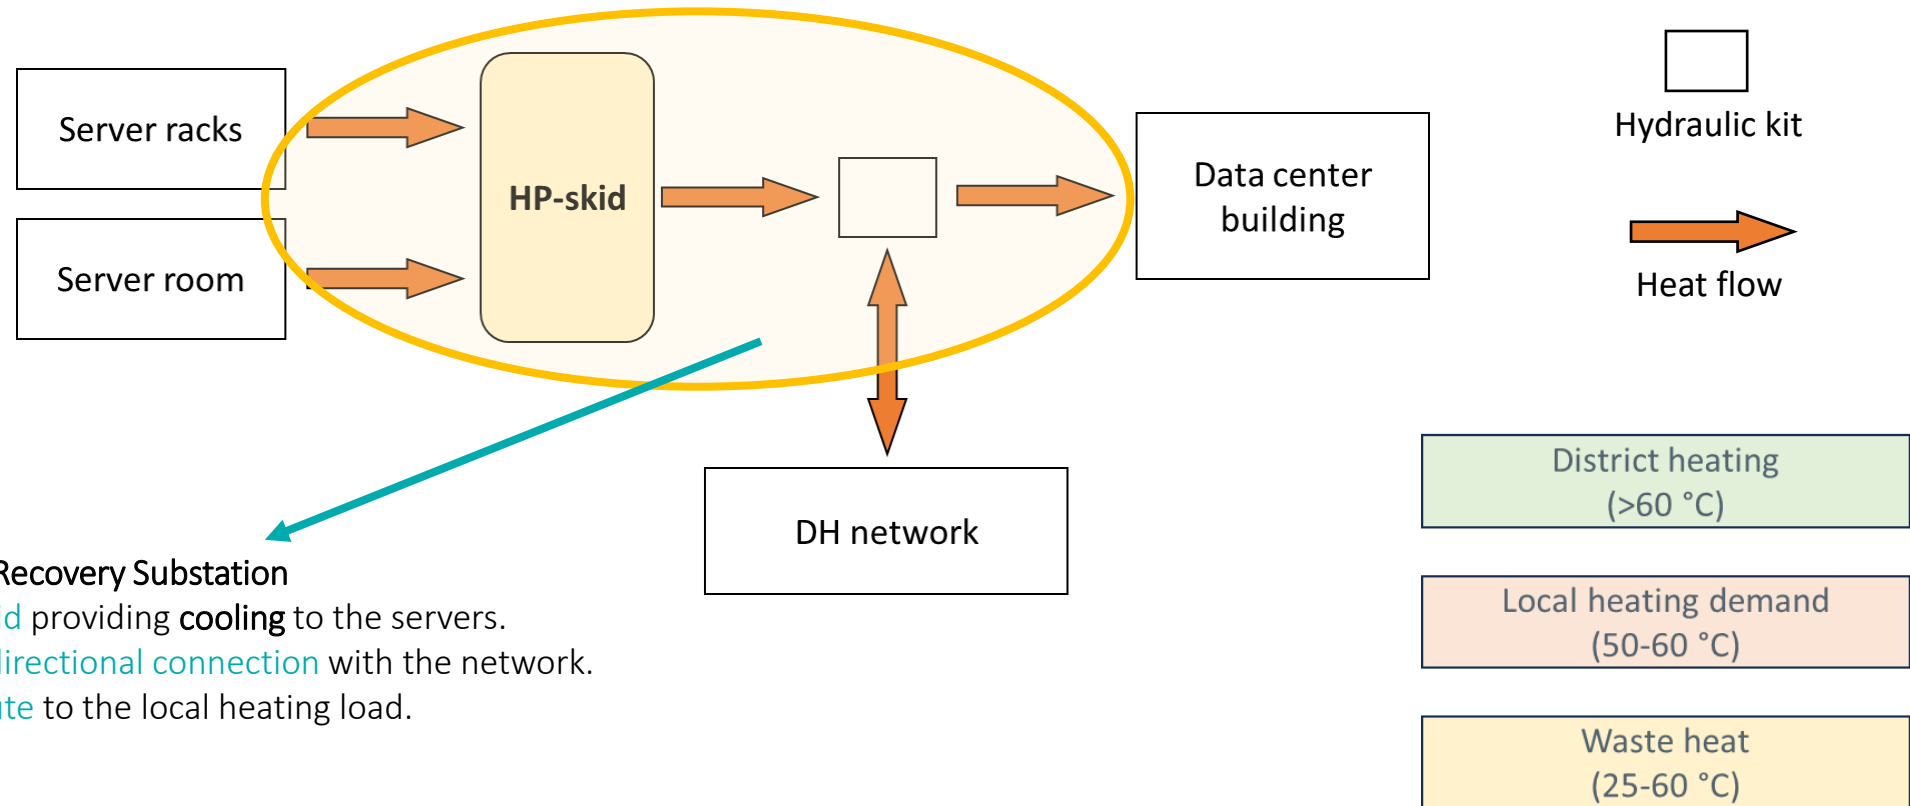 Server racks
Server room
HP-skid
Data center
building
DH network
Hydraulic kit
Heat flow
Recovery Substation
providing cooling to the servers.
directional connection with the network.
to the local heating load.
District heating
(>60 °C)
Local heating demand
(50-60 °C)
Waste heat
(25-60 °C)